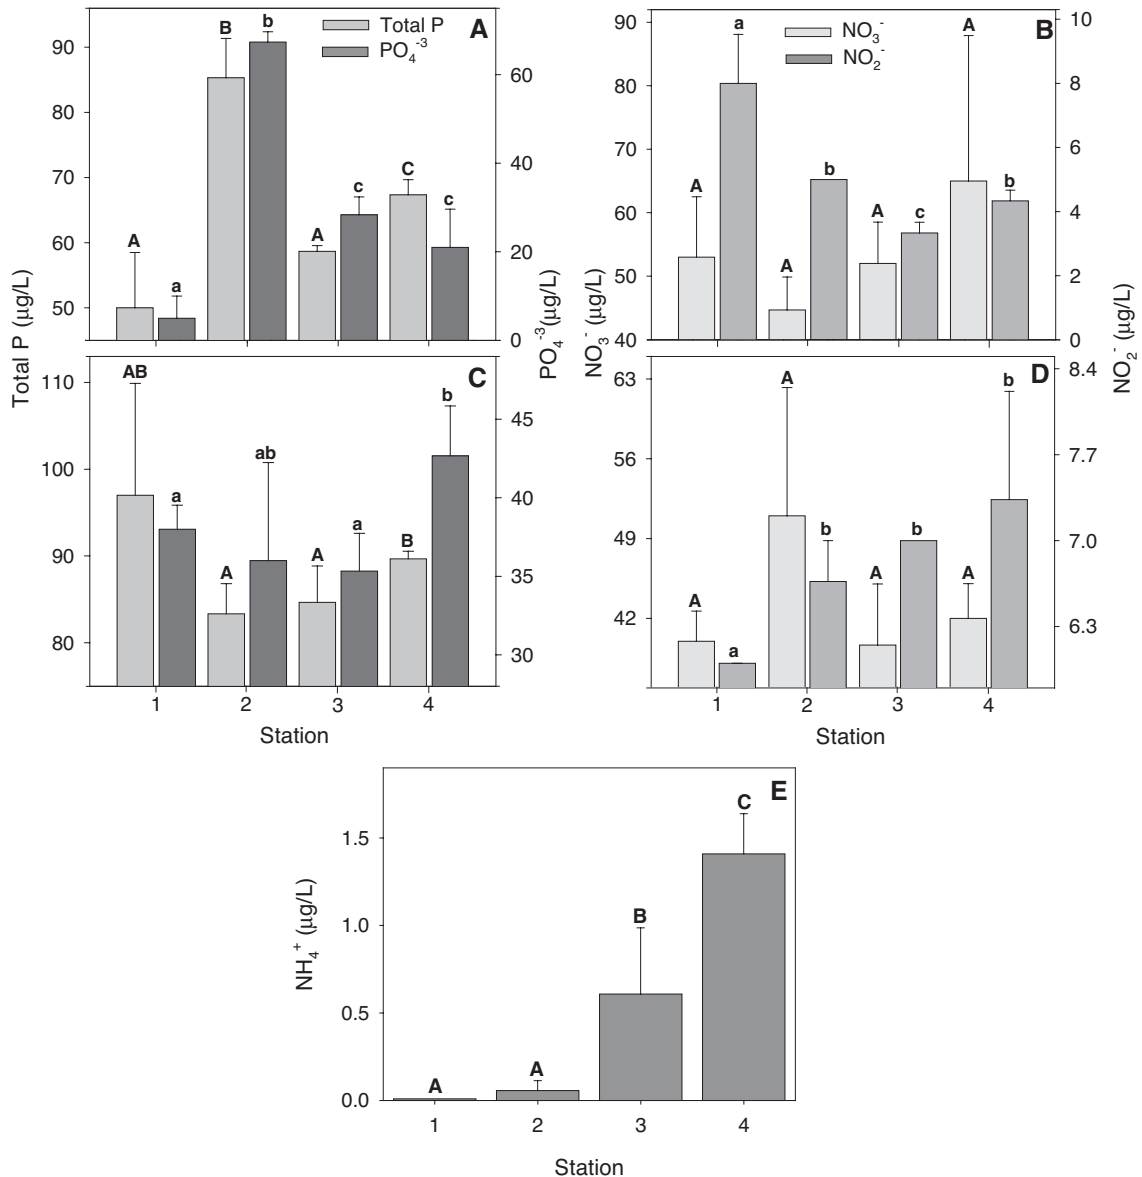 A
Total P
PO₄⁻³
B b
A a
A c
C c
90
80
70
60
50
60
40
20
0
Total P (µg/L)
PO₄⁻³(µg/L)
B
NO₃⁻
NO₂⁻
A a
A b
A c
A b
90
80
70
60
50
40
10
8
6
4
2
0
NO₃⁻ (µg/L)
NO₂⁻ (µg/L)
C
AB a
A ab
A a
B b
110
100
90
80
45
40
35
30
1 2 3 4
Station
D
A a
A b
A b
A b
63
56
49
42
8.4
7.7
7.0
6.3
1 2 3 4
Station
E
A A B C
1.5
1.0
0.5
0.0
NH₄⁺ (µg/L)
1 2 3 4
Station